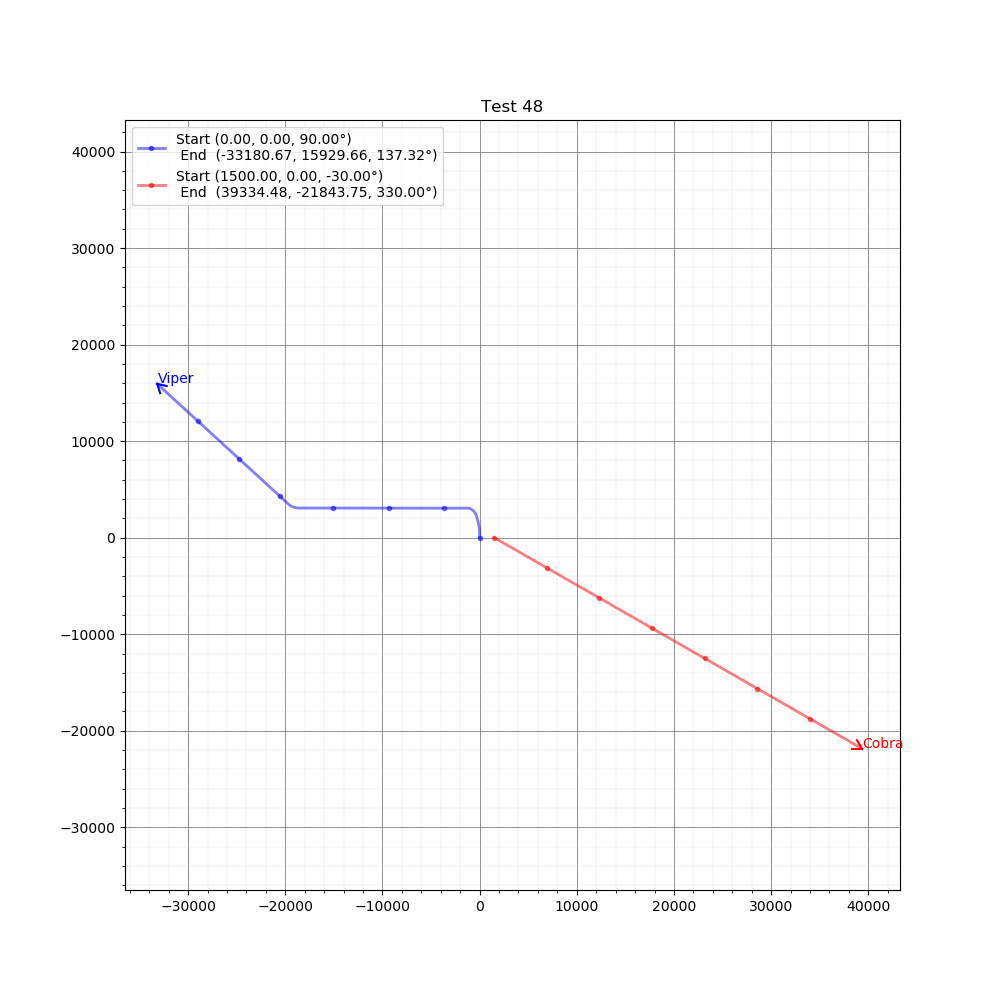 Test 48
Start (0.00, 0.00, 90.00°)
End (-33180.67, 15929.66, 137.32°)
Start (1500.00, 0.00, -30.00°)
End (39334.48, -21843.75, 330.00°)
40000
30000
20000
10000
0
−10000
−20000
−30000
Viper
Cobra
−30000 −20000 −10000 0 10000 20000 30000 40000